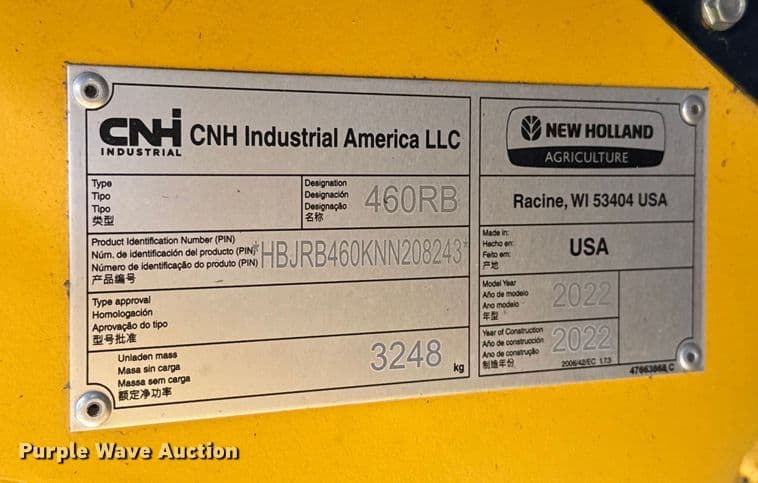 CNH
INDUSTRIAL
CNH Industrial America LLC
Type
Tipo
Tipo
类型
Designation
Designación
Designação
名称
460RB
Product Identification Number (PIN)
Núm. de identificación del producto (PIN)
Número de identificação do produto (PIN)
产品编号
*HBJRB460KNN208243*
Type approval
Homologación
Aprovação do tipo
型号批准
Unladen mass
Masa sin carga
Massa sem carga
额定净功率
3248 kg
NEW HOLLAND
AGRICULTURE
Racine, WI 53404 USA
Made in:
Hecho en:
Feito em:
产地
USA
Model Year
Año de modelo
Ano modelo
年型
2022
Year of Construction
Año de construcción
Ano de construção
制造年份
2022
2006/42/EC 1.7.3
47663868 C
Purple Wave Auction